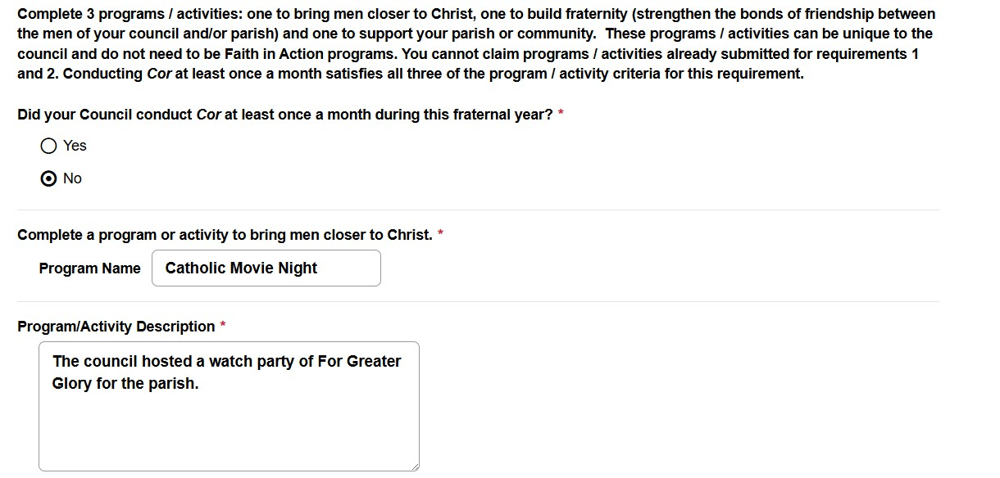 Complete 3 programs / activities: one to bring men closer to Christ, one to build fraternity (strengthen the bonds of friendship between
the men of your council and/or parish) and one to support your parish or community.  These programs / activities can be unique to the
council and do not need to be Faith in Action programs. You cannot claim programs / activities already submitted for requirements 1
and 2. Conducting Cor at least once a month satisfies all three of the program / activity criteria for this requirement.
Did your Council conduct Cor at least once a month during this fraternal year? *
Yes
No
Complete a program or activity to bring men closer to Christ. *
Program Name Catholic Movie Night
Program/Activity Description *
The council hosted a watch party of For Greater
Glory for the parish.